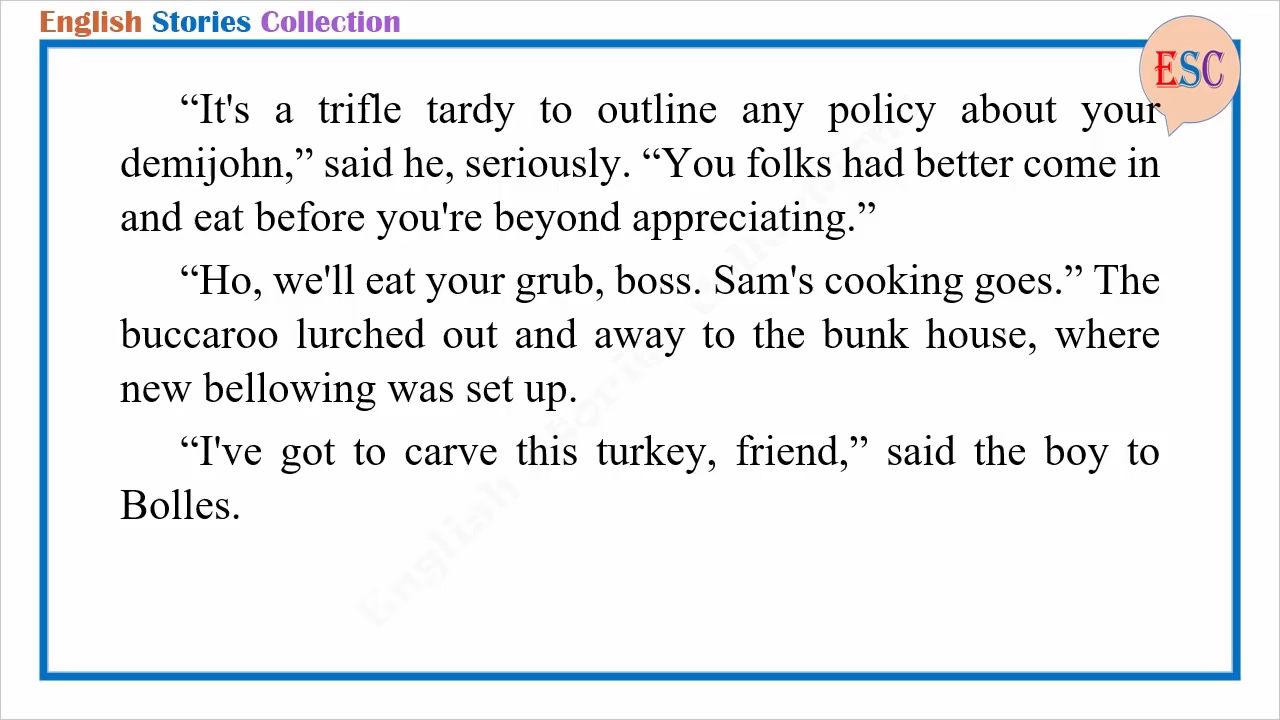 English Stories Collection
ESC
“It's a trifle tardy to outline any policy about your
demijohn,” said he, seriously. “You folks had better come in
and eat before you're beyond appreciating.”
“Ho, we'll eat your grub, boss. Sam's cooking goes.” The
buccaroo lurched out and away to the bunk house, where
new bellowing was set up.
“I've got to carve this turkey, friend,” said the boy to
Bolles.
English Stories Collection